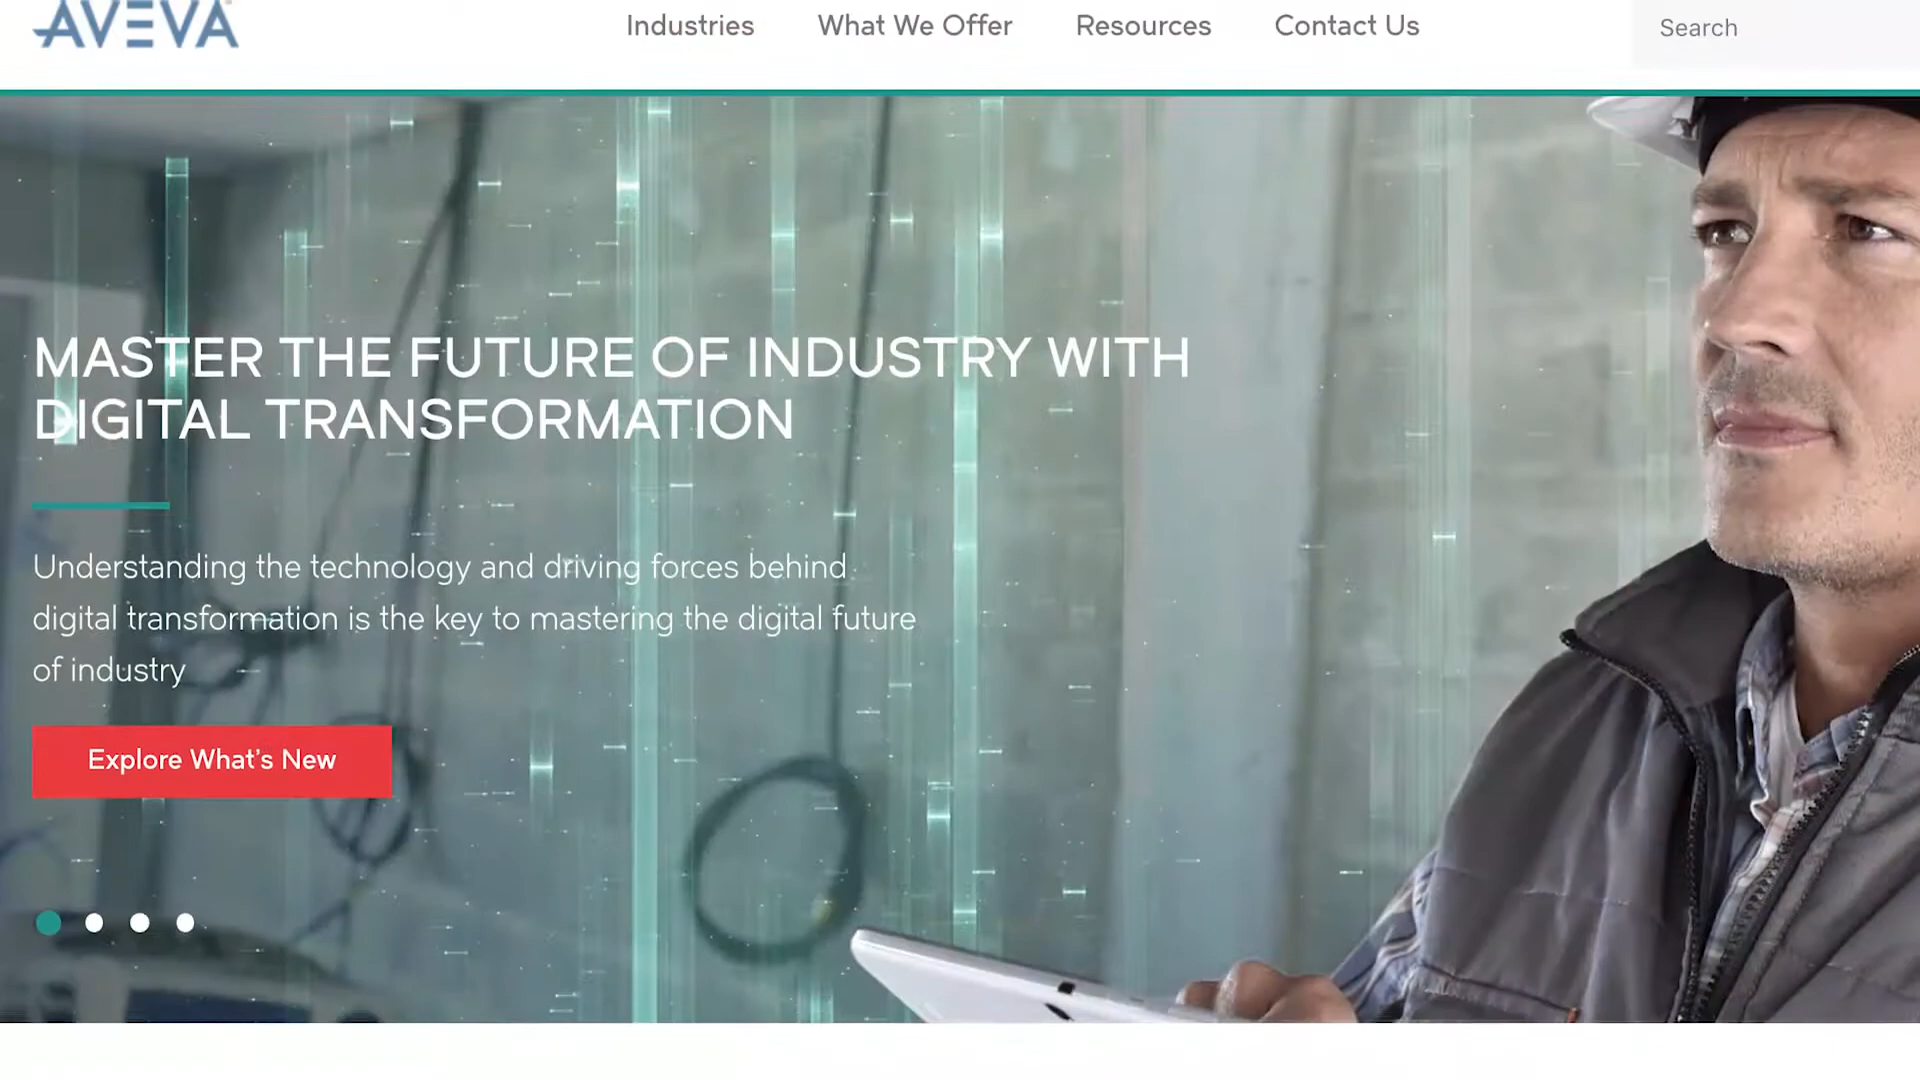 AVEVA
Industries
What We Offer
Resources
Contact Us
Search
MASTER THE FUTURE OF INDUSTRY WITH
DIGITAL TRANSFORMATION
Understanding the technology and driving forces behind
digital transformation is the key to mastering the digital future
of industry
Explore What's New